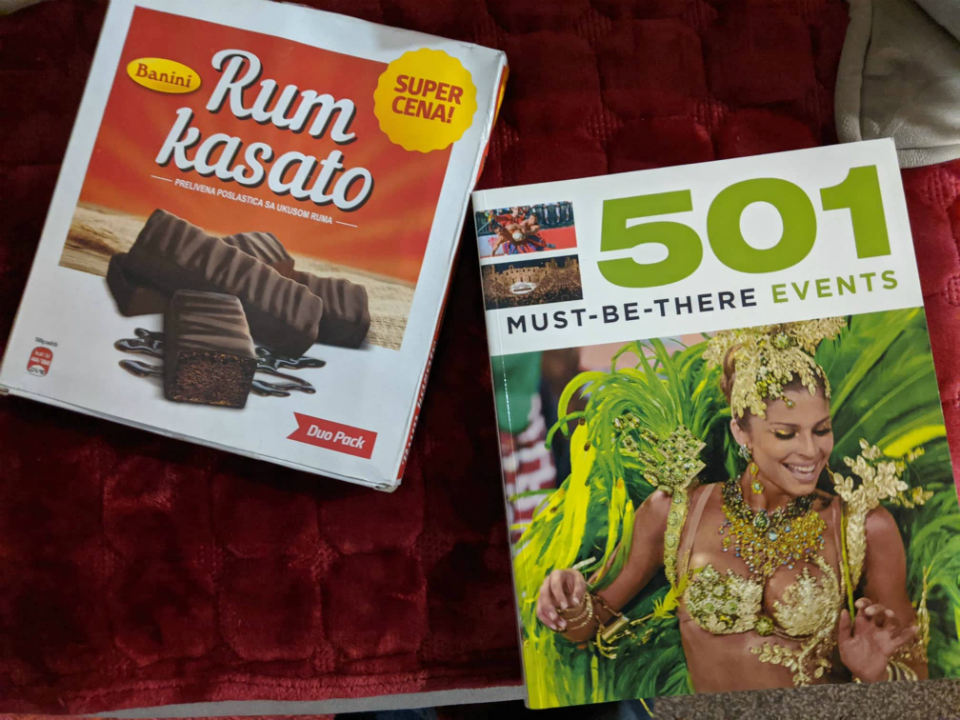 Banini
Rum
kasato
SUPER
CENA!
PRELIVENA POSLASTICA SA UKUSOM RUMA
Duo Pack
501
MUST-BE-THERE EVENTS